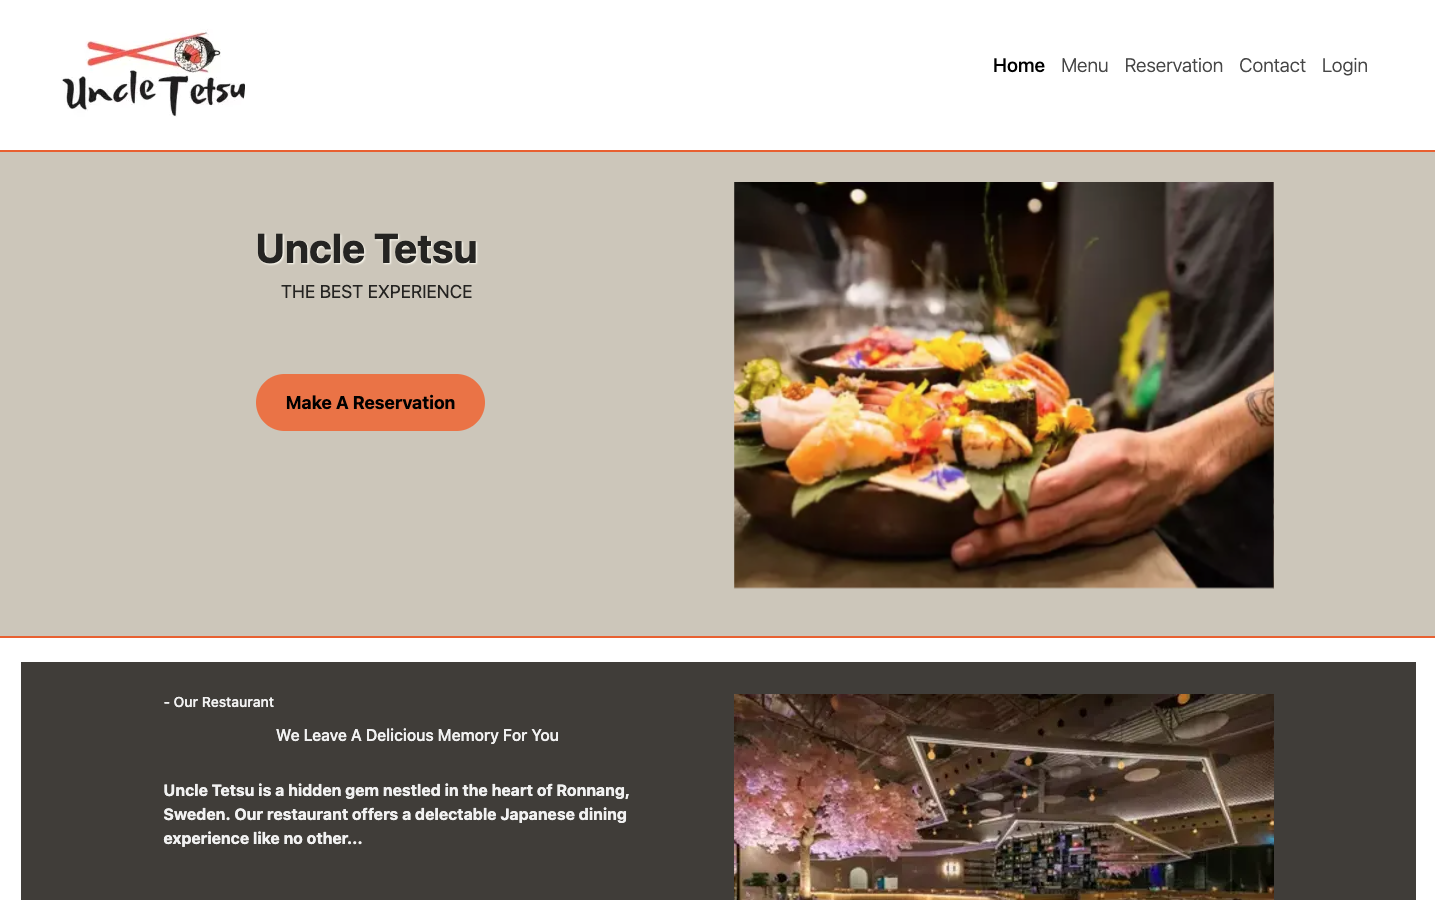 Uncle Tetsu
Home Menu Reservation Contact Login
Uncle Tetsu
THE BEST EXPERIENCE
Make A Reservation
- Our Restaurant
We Leave A Delicious Memory For You
Uncle Tetsu is a hidden gem nestled in the heart of Ronnang,
Sweden. Our restaurant offers a delectable Japanese dining
experience like no other...